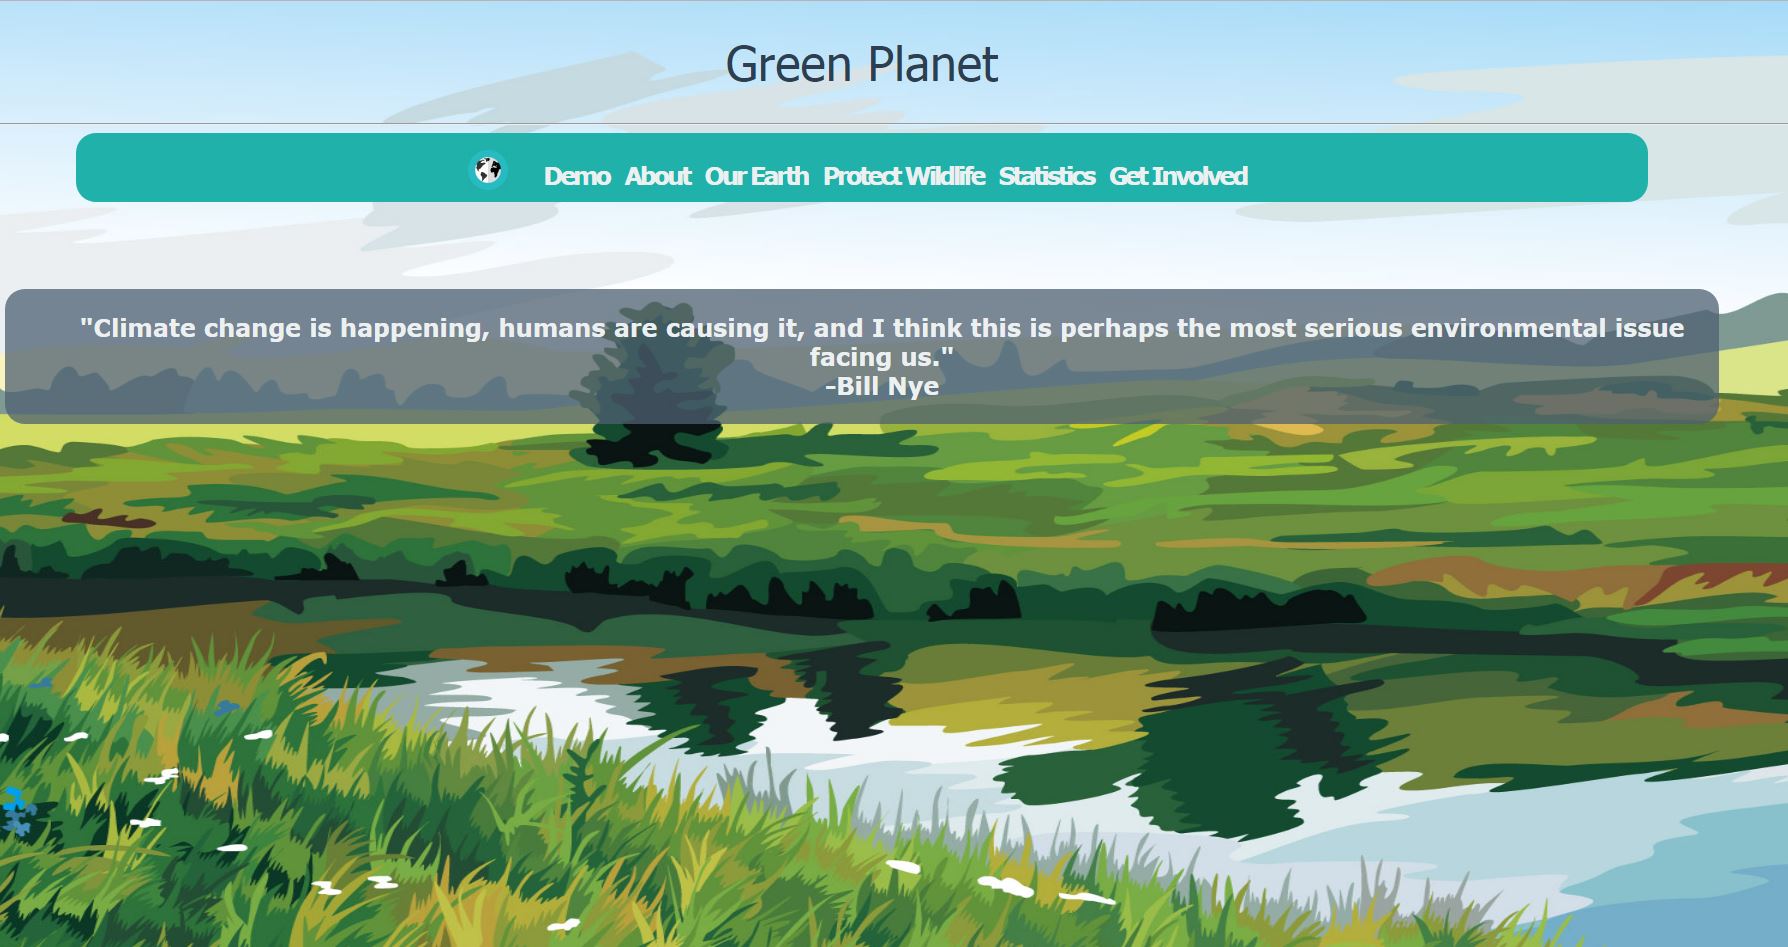 Green Planet
Demo About Our Earth Protect Wildlife Statistics Get Involved
"Climate change is happening, humans are causing it, and I think this is perhaps the most serious environmental issue
facing us."
-Bill Nye